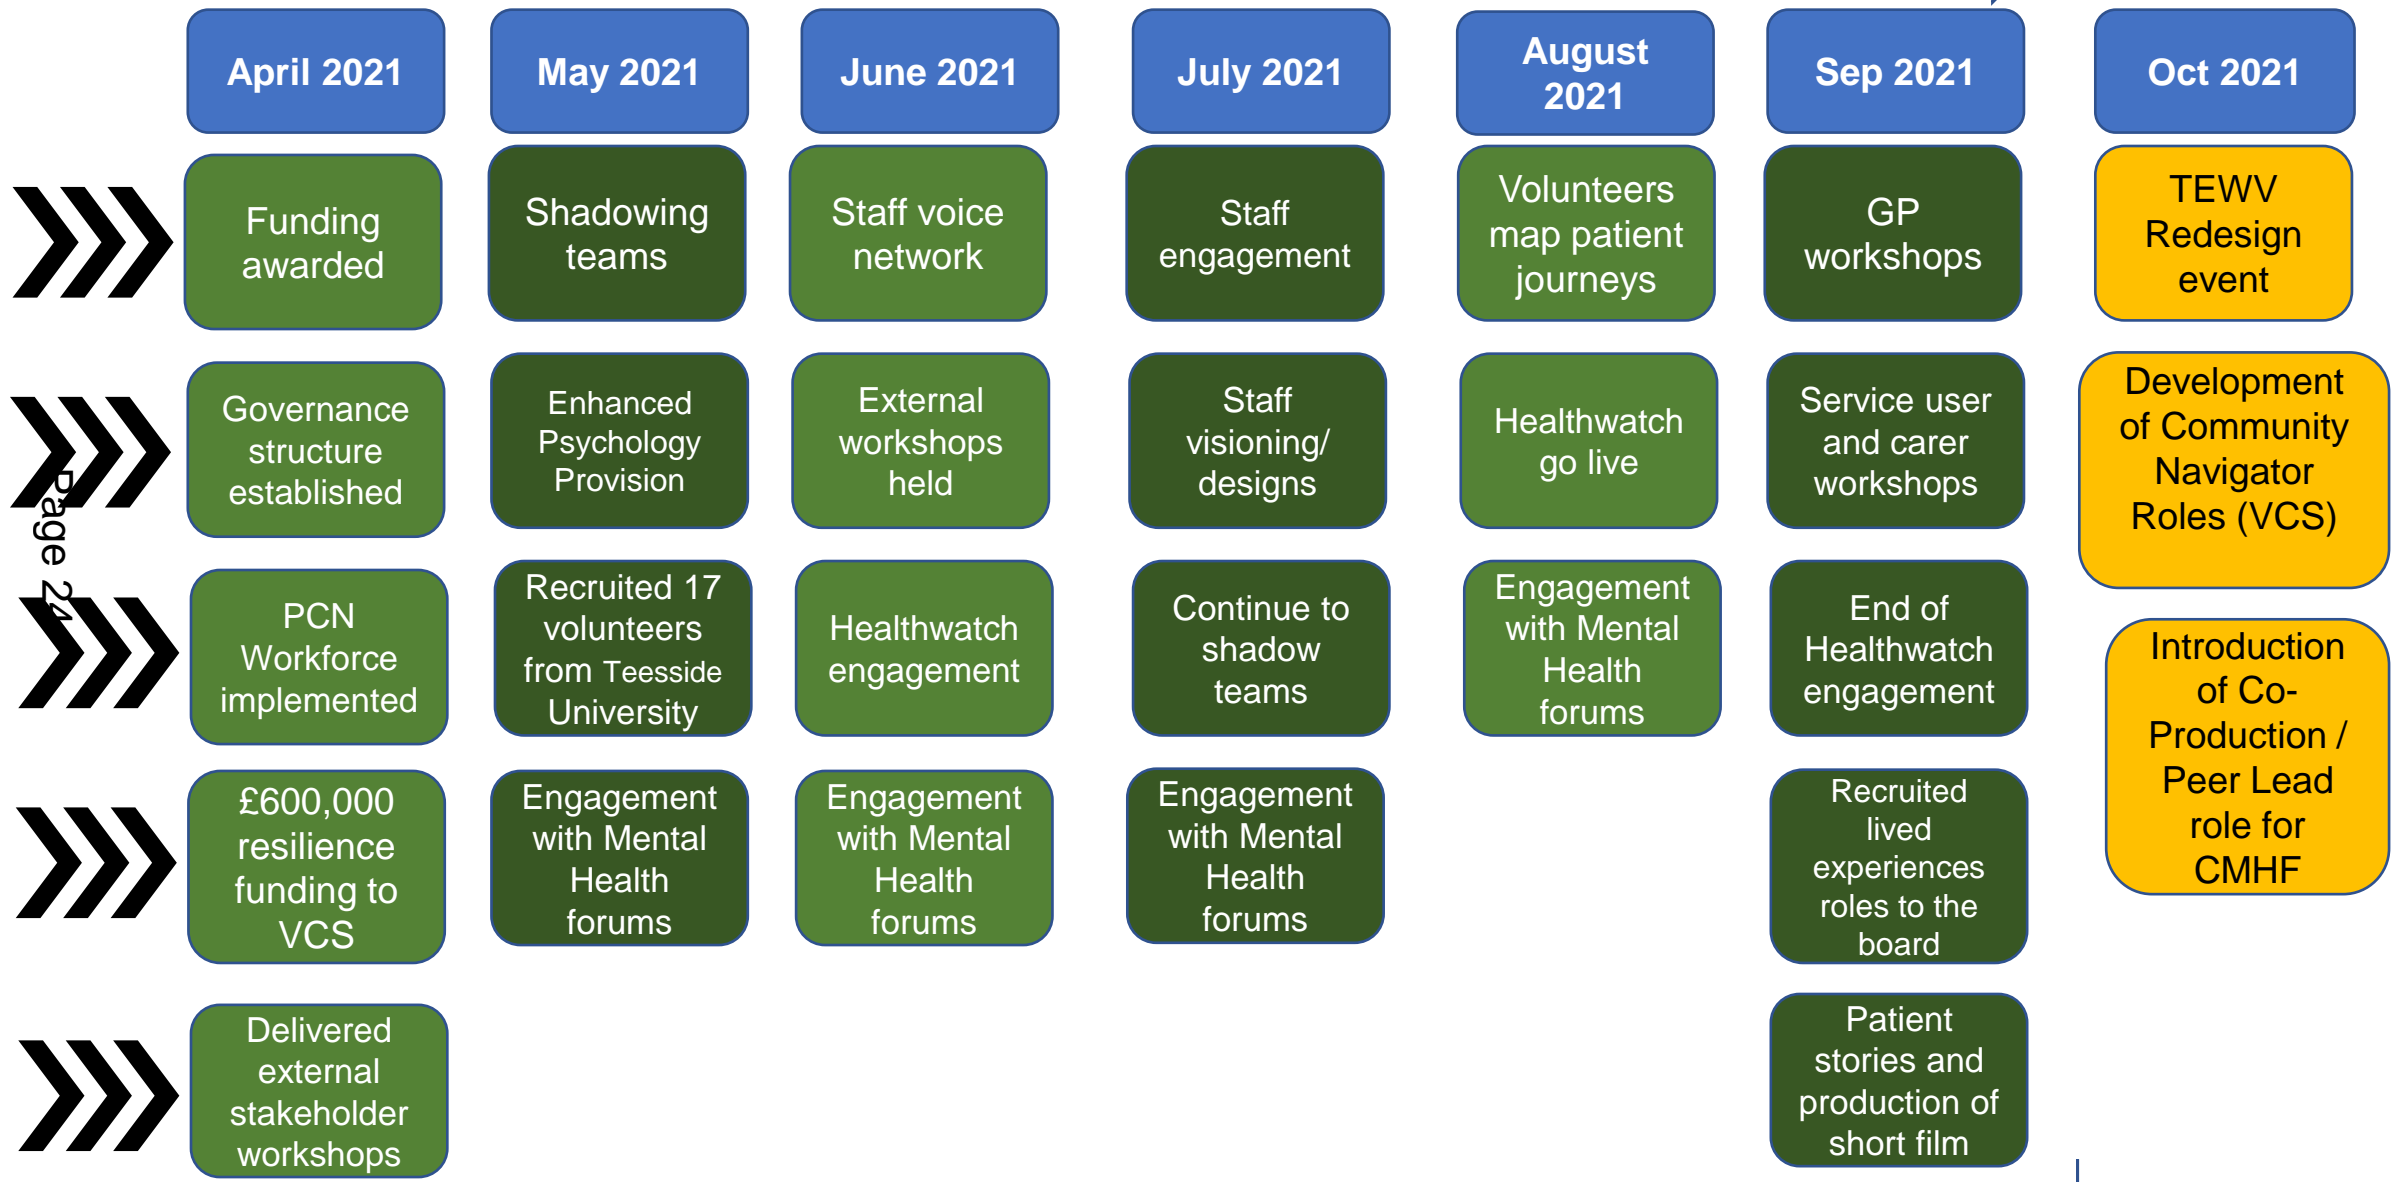 April 2021
May 2021
June 2021
July 2021
August
2021
Sep 2021
Oct 2021
Funding
awarded
Shadowing
teams
Staff voice
network
Staff
engagement
Volunteers
map patient
journeys
GP
workshops
TEWV
Redesign
event
Governance
structure
established
Enhanced
Psychology
Provision
External
workshops
held
Staff
visioning/
designs
Healthwatch
go live
Service user
and carer
workshops
Development
of Community
Navigator
Roles (VCS)
Page 24
PCN
Workforce
implemented
Recruited 17
volunteers
from Teesside
University
Healthwatch
engagement
Continue to
shadow
teams
Engagement
with Mental
Health
forums
End of
Healthwatch
engagement
Introduction
of Co-
Production /
Peer Lead
role for
CMHF
£600,000
resilience
funding to
VCS
Engagement
with Mental
Health
forums
Engagement
with Mental
Health
forums
Engagement
with Mental
Health
forums
Recruited
lived
experiences
roles to the
board
Delivered
external
stakeholder
workshops
Patient
stories and
production of
short film